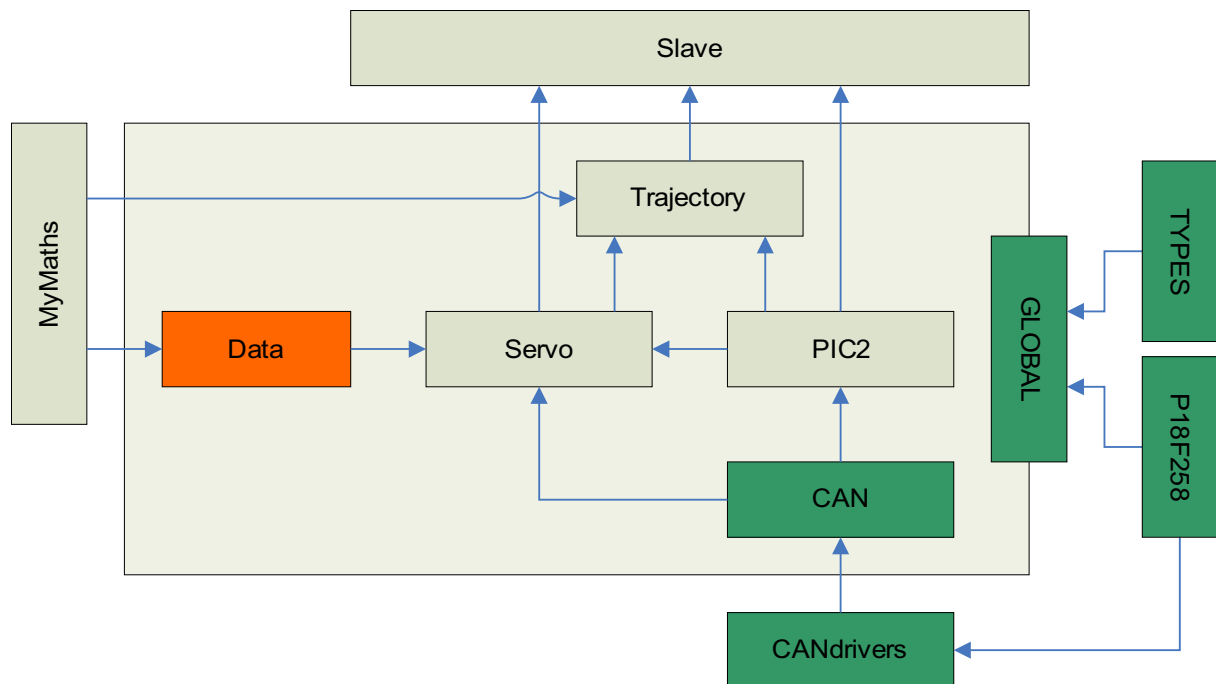 Slave
MyMaths
Trajectory
TYPES
GLOBAL
Data
Servo
PIC2
P18F258
CAN
CANdrivers